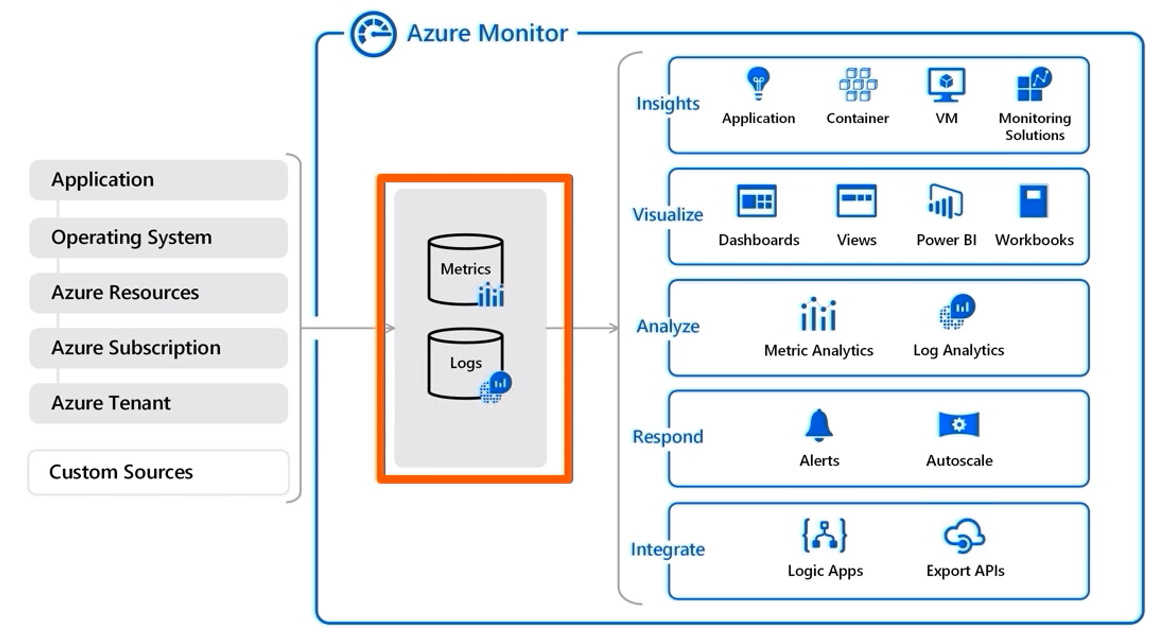 Azure Monitor
Application
Operating System
Azure Resources
Azure Subscription
Azure Tenant
Custom Sources
Metrics
Logs
Insights
Application
Container
VM
Monitoring
Solutions
Visualize
Dashboards
Views
Power BI
Workbooks
Analyze
Metric Analytics
Log Analytics
Respond
Alerts
Autoscale
Integrate
Logic Apps
Export APIs